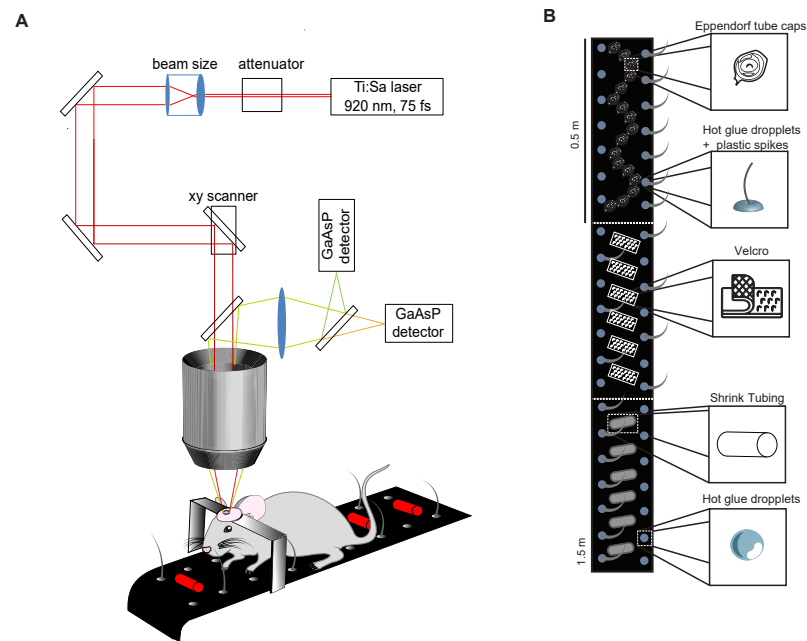 A
beam size
attenuator
Ti:Sa laser
920 nm, 75 fs
xy scanner
GaAsP
detector
GaAsP
detector
B
Eppendorf tube caps
0.5 m
Hot glue dropplets
+ plastic spikes
Velcro
Shrink Tubing
Hot glue dropplets
1.5 m